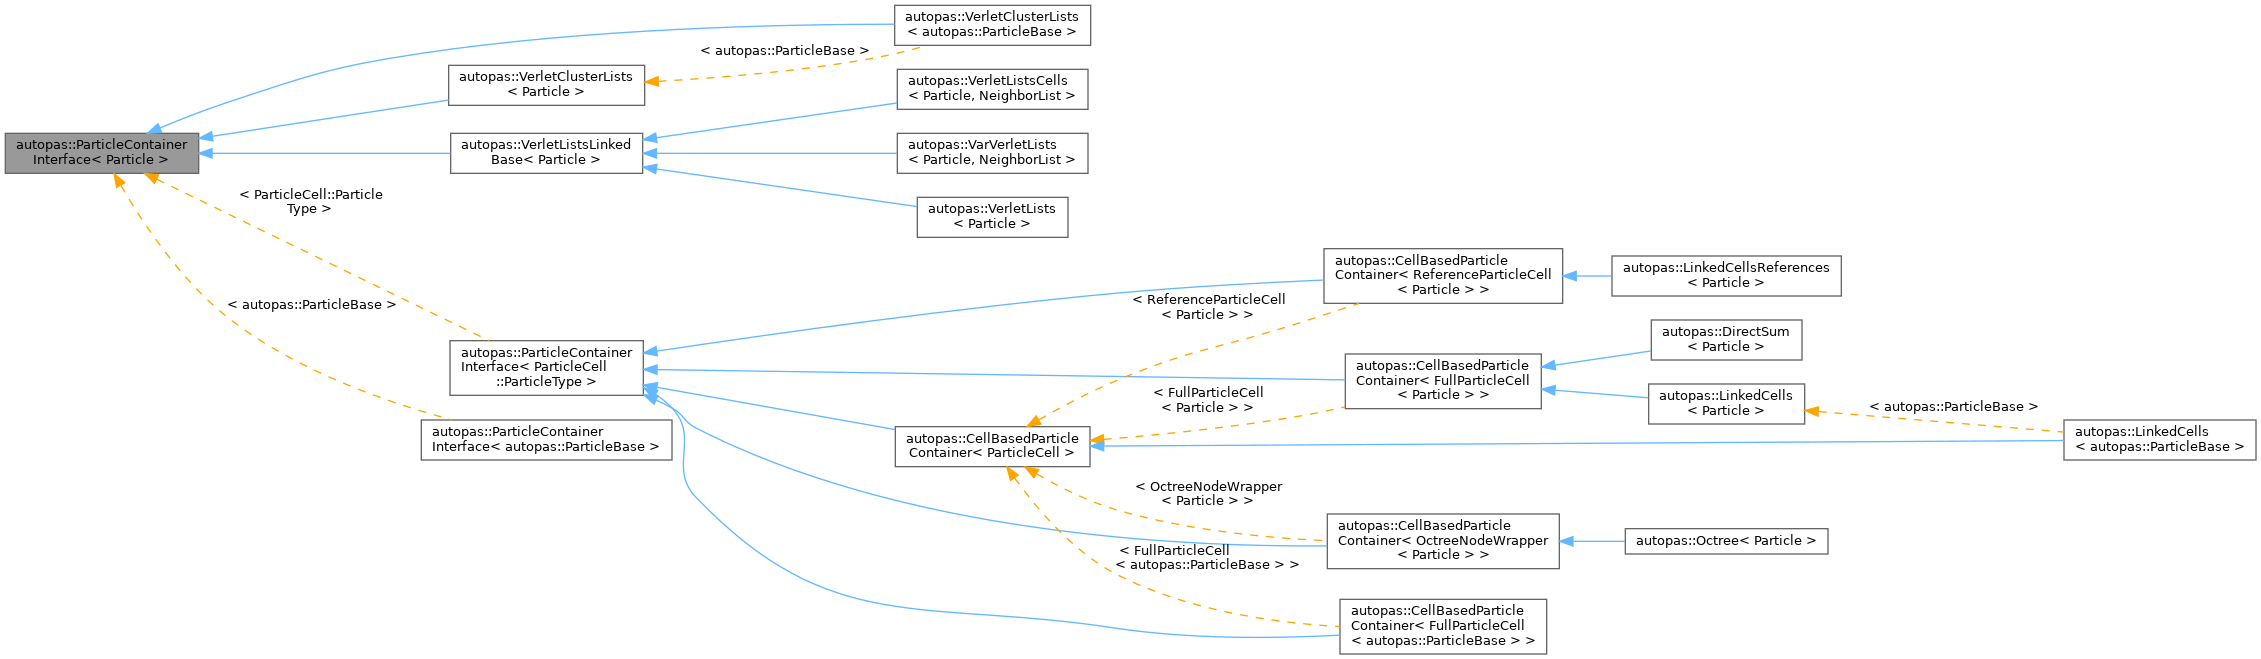 autopas::VerletClusterLists
< autopas::ParticleBase >
< autopas::ParticleBase >
autopas::VerletClusterLists
< Particle >
autopas::VerletListsCells
< Particle, NeighborList >
autopas::ParticleContainer
Interface< Particle >
autopas::VerletListsLinked
Base< Particle >
autopas::VarVerletLists
< Particle, NeighborList >
< ParticleCell::Particle
Type >
autopas::VerletLists
< Particle >
autopas::CellBasedParticle
Container< ReferenceParticleCell
< Particle > >
autopas::LinkedCellsReferences
< Particle >
< autopas::ParticleBase >
< ReferenceParticleCell
< Particle > >
autopas::DirectSum
< Particle >
autopas::ParticleContainer
Interface< ParticleCell
::ParticleType >
autopas::CellBasedParticle
Container< FullParticleCell
< Particle > >
< FullParticleCell
< Particle > >
autopas::LinkedCells
< Particle >
< autopas::ParticleBase >
autopas::ParticleContainer
Interface< autopas::ParticleBase >
autopas::CellBasedParticle
Container< ParticleCell >
autopas::LinkedCells
< autopas::ParticleBase >
< OctreeNodeWrapper
< Particle > >
autopas::CellBasedParticle
Container< OctreeNodeWrapper
< Particle > >
autopas::Octree< Particle >
< FullParticleCell
< autopas::ParticleBase > >
autopas::CellBasedParticle
Container< FullParticleCell
< autopas::ParticleBase > >